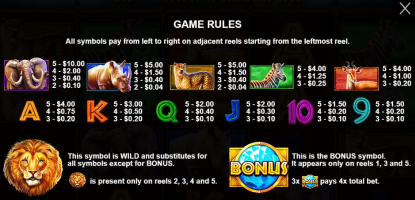 GAME RULES
All symbols pay from left to right on adjacent reels starting from the leftmost reel.
5 - $10.00
4 - $2.00
3 - $0.40
2 - $0.10
5 - $5.00
4 - $1.50
3 - $0.40
2 - $0.04
5 - $5.00
4 - $1.50
3 - $0.40
2 - $0.04
5 - $4.00
4 - $1.25
3 - $0.25
5 - $4.00
4 - $1.25
3 - $0.20
A 5 - $4.00
4 - $0.75
3 - $0.20
K 5 - $3.00
4 - $0.50
3 - $0.20
Q 5 - $2.00
4 - $0.40
3 - $0.20
J 5 - $2.00
4 - $0.30
3 - $0.10
10 5 - $1.50
4 - $0.20
3 - $0.10
9 5 - $1.50
4 - $0.20
3 - $0.10
This symbol is WILD and substitutes for
all symbols except for BONUS.
is present only on reels 2, 3, 4 and 5.
BONUS
This is the BONUS symbol.
It appears only on reels 1, 3 and 5.
3x BONUS pays 4x total bet.